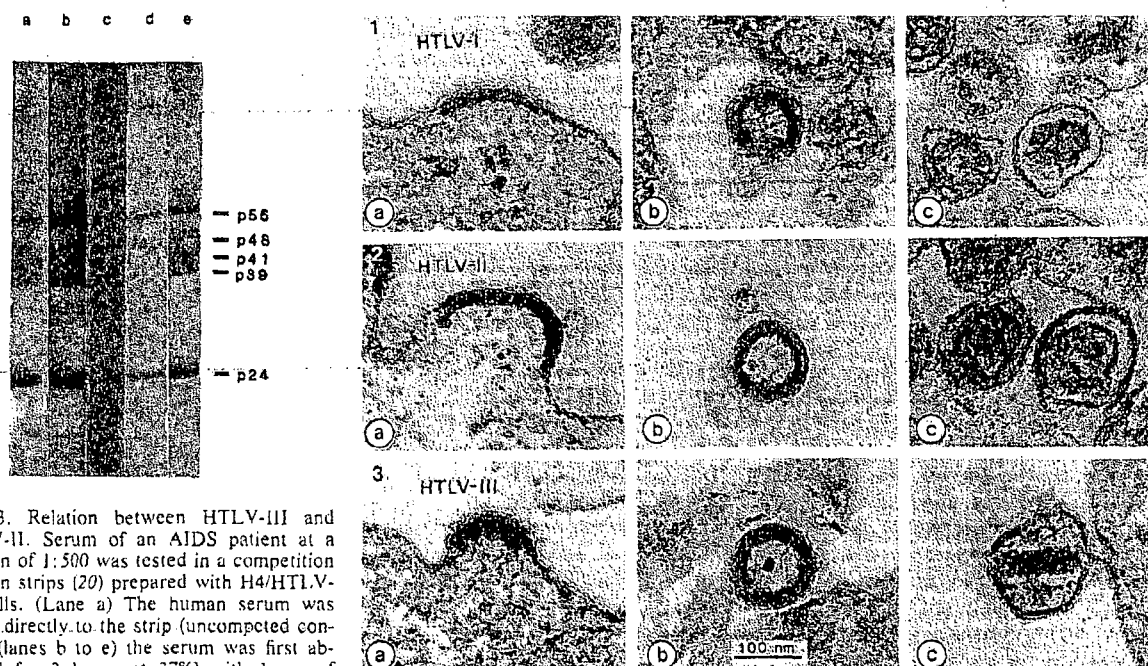 a b c d e
p56
p48
p41
p39
p24
3. Relation between HTLV-III and
V-II. Serum of an AIDS patient at a
n of 1:500 was tested in a competition
n strips (20) prepared with H4/HTLV-
lls. (Lane a) The human serum was
directly to the strip (uncompeted con-
(lanes b to e) the serum was first ab-
1 HTLV-I
a b c
2 HTLV-II
a b c
3 HTLV-III
a b c
100 nm